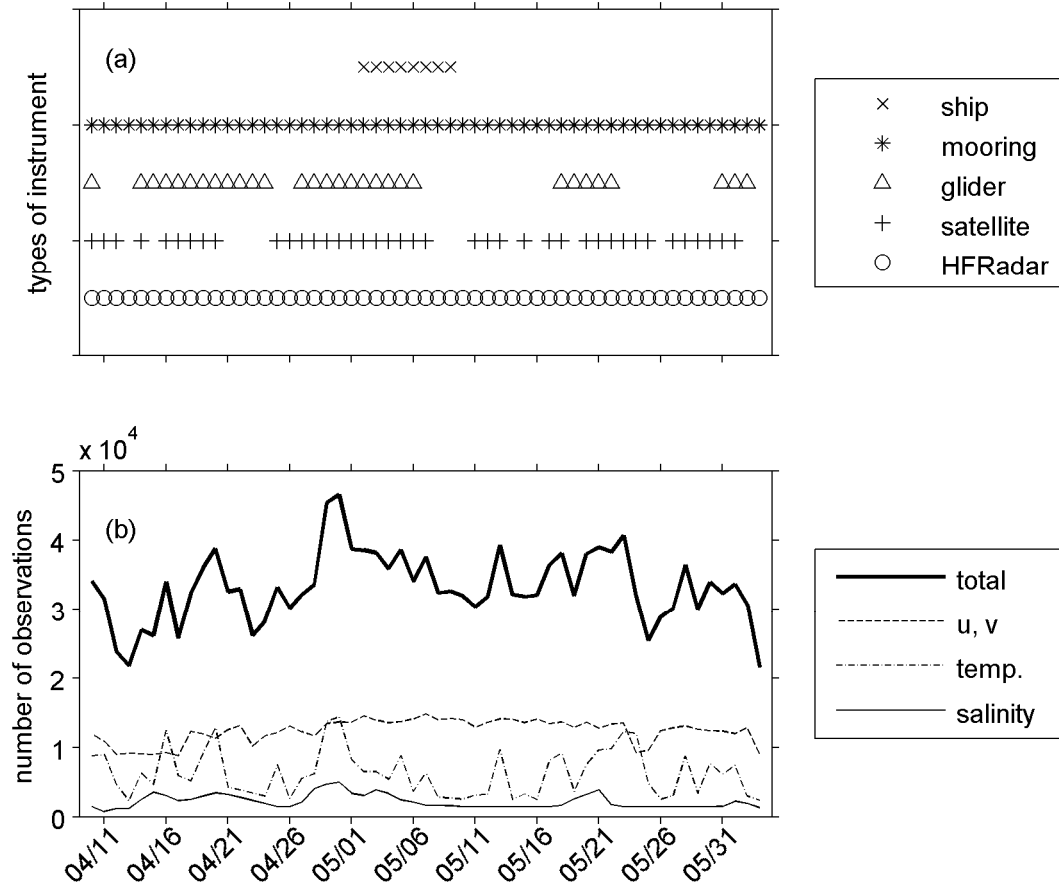 (a)
types of instrument
ship
mooring
glider
satellite
HFRadar
x 10^4
(b)
number of observations
5
4
3
2
1
0
04/11
04/16
04/21
04/26
05/01
05/06
05/11
05/16
05/21
05/26
05/31
total
u, v
temp.
salinity